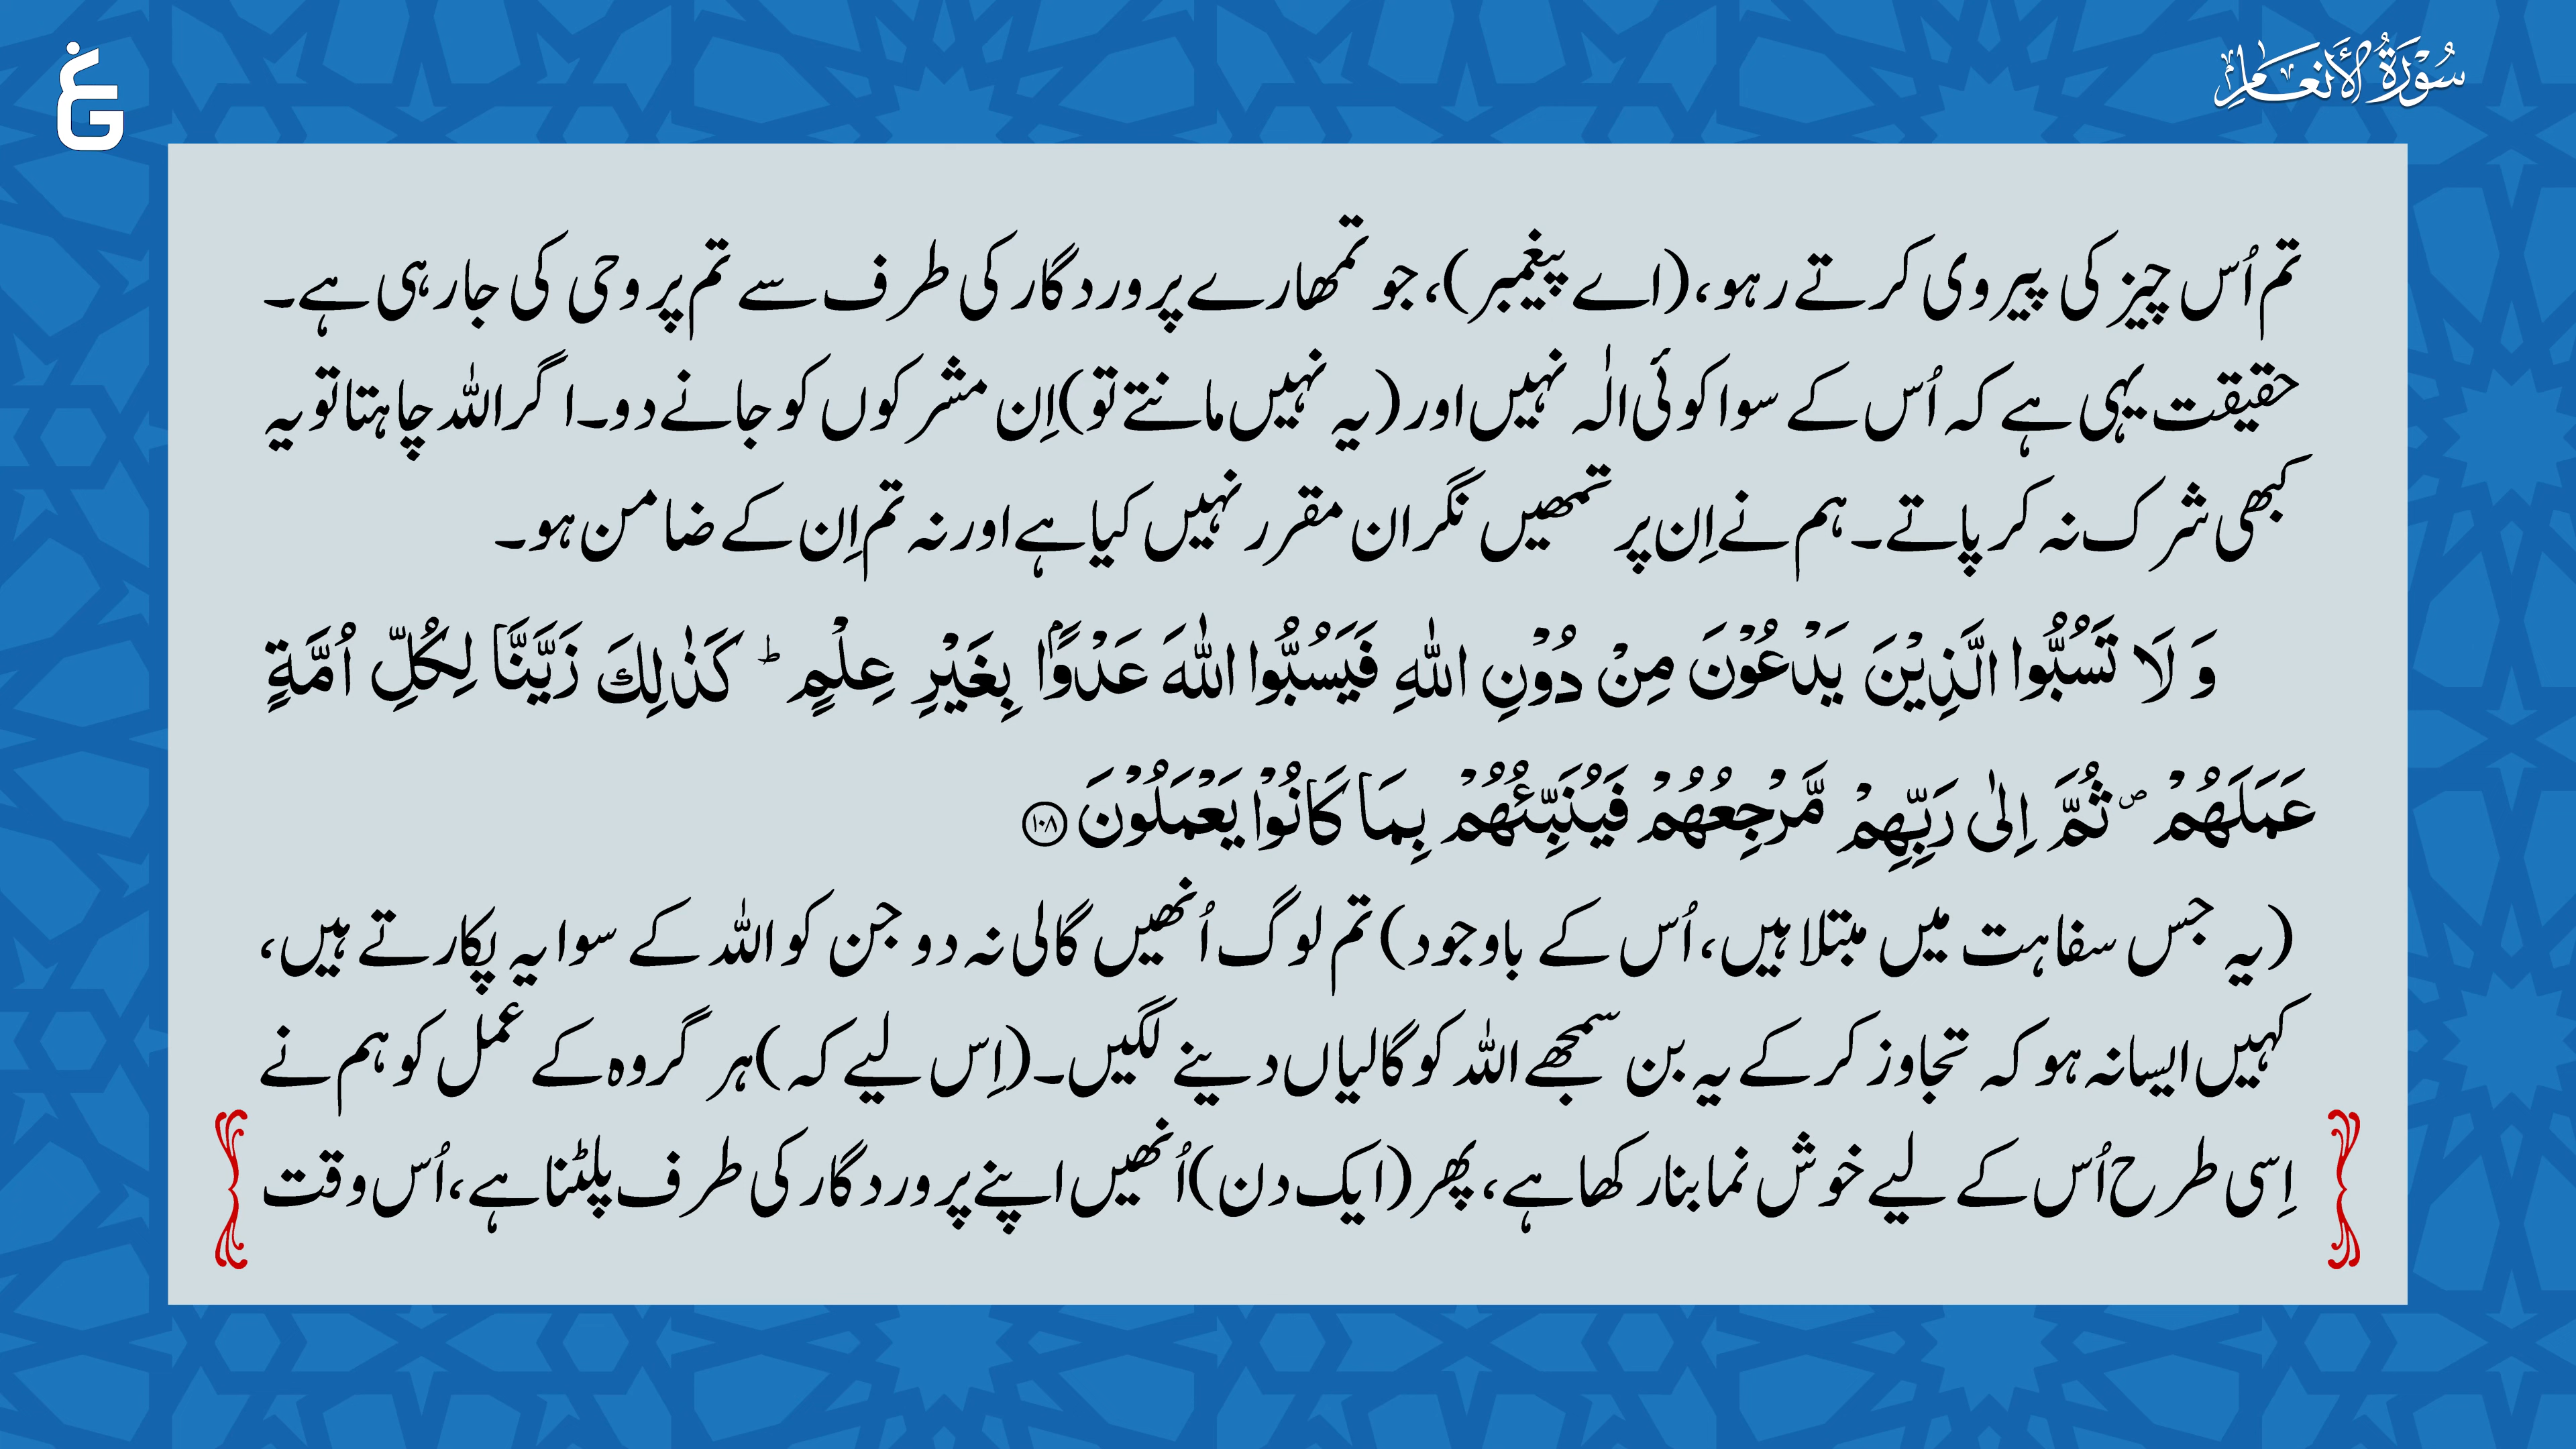 سُوۡرَةُ الأَنعَام
غ G
تم اُس چیز کی پیروی کرتے رہو، (اے پیغمبر)، جو تمھارے پروردگار کی طرف سے تم پر وحی کی جا رہی ہے۔
حقیقت یہی ہے کہ اُس کے سوا کوئی الٰہ نہیں اور (یہ نہیں مانتے تو) اِن مشرکوں کو جانے دو۔ اگر اللہ چاہتا تو یہ
کبھی شرک نہ کر پاتے۔ ہم نے اِن پر تمھیں نگران مقرر نہیں کیا ہے اور نہ تم اِن کے ضامن ہو۔
وَ لَا تَسُبُّوا الَّذِیۡنَ یَدۡعُوۡنَ مِنۡ دُوۡنِ اللّٰہِ فَیَسُبُّوا اللّٰہَ عَدۡوًۢا بِغَیۡرِ عِلۡمٍ ؕ کَذٰلِکَ زَیَّنَّا لِکُلِّ اُمَّۃٍ
عَمَلَہُمۡ ۪ ثُمَّ اِلٰی رَبِّہِمۡ مَّرۡجِعُہُمۡ فَیُنَبِّئُہُمۡ بِمَا کَانُوۡا یَعۡمَلُوۡنَ ﴿۱۰۸﴾
(یہ جس سفاہت میں مبتلا ہیں، اُس کے باوجود) تم لوگ اُنھیں گالی نہ دو جن کو اللہ کے سوا یہ پکارتے ہیں،
کہیں ایسا نہ ہو کہ تجاوز کر کے یہ بن سمجھے اللہ کو گالیاں دینے لگیں۔ (اِس لیے کہ) ہر گروہ کے عمل کو ہم نے
اِسی طرح اُس کے لیے خوش نما بنا رکھا ہے، پھر (ایک دن) اُنھیں اپنے پروردگار کی طرف پلٹنا ہے، اُس وقت